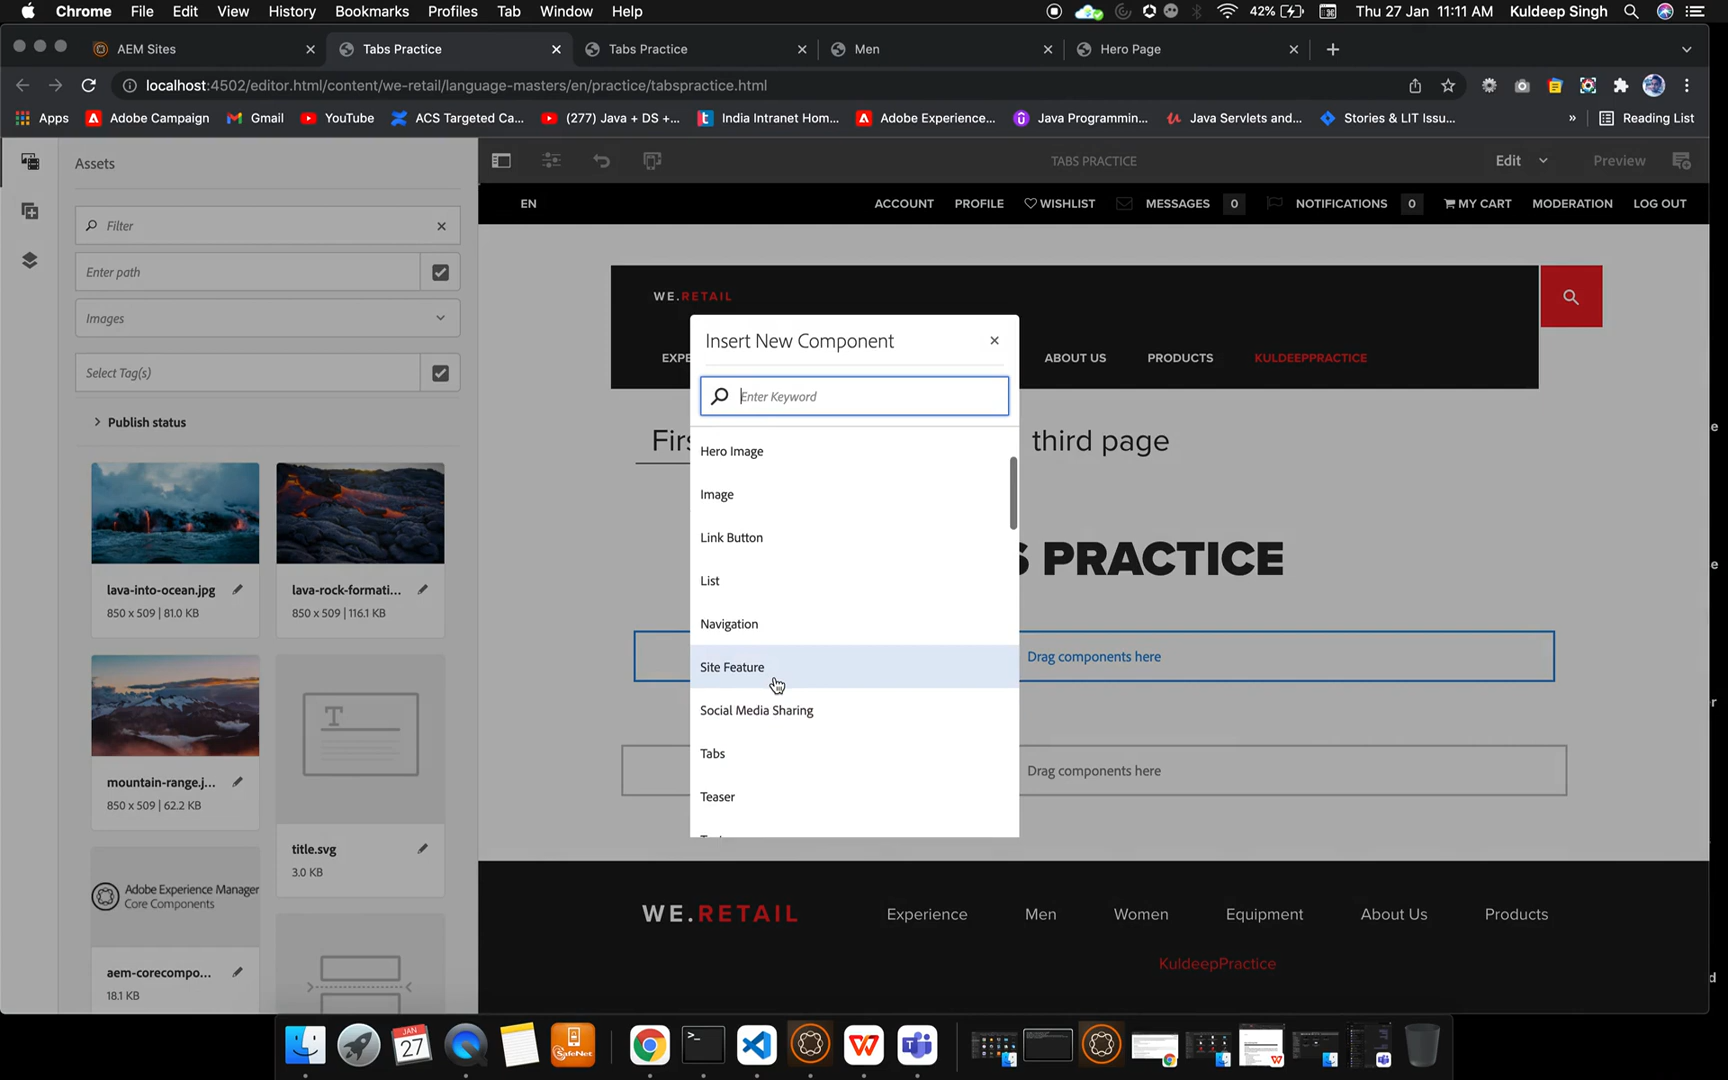 Chrome File Edit View History Bookmarks Profiles Tab Window Help 42% Thu 27 Jan 11:11 AM Kuldeep Singh
AEM Sites Tabs Practice Tabs Practice Men Hero Page
localhost:4502/editor.html/content/we-retail/language-masters/en/practice/tabspractice.html
Apps Adobe Campaign Gmail YouTube ACS Targeted Ca... (277) Java + DS +... India Intranet Hom... Adobe Experience... Java Programmin... Java Servlets and... Stories & LIT Issu... » Reading List
Assets
TABS PRACTICE
Edit
Preview
Filter
Enter path
Images
Select Tag(s)
Publish status
lava-into-ocean.jpg
850 x 509 | 81.0 KB
lava-rock-formati...
850 x 509 | 116.1 KB
mountain-range.j...
850 x 509 | 62.2 KB
T
title.svg
3.0 KB
Adobe Experience Manager
Core Components
aem-corecompo...
18.1 KB
EN ACCOUNT PROFILE WISHLIST MESSAGES 0 NOTIFICATIONS 0 MY CART MODERATION LOG OUT
WE.RETAIL
EXPE ABOUT US PRODUCTS KULDEEPPRACTICE
Firs third page
S PRACTICE
Drag components here
Drag components here
Insert New Component
Enter Keyword
Hero Image
Image
Link Button
List
Navigation
Site Feature
Social Media Sharing
Tabs
Teaser
WE.RETAIL Experience Men Women Equipment About Us Products
KuldeepPractice
JAN
27
SafeNet